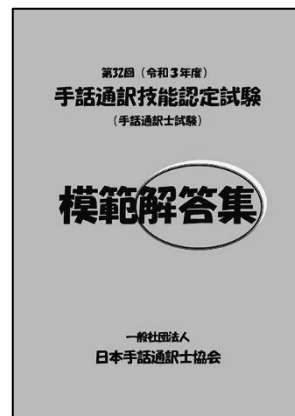 第32回(令和3年度)
手話通訳技能認定試験
(手話通訳士試験)
模範解答集
一般社団法人
日本手話通訳士協会